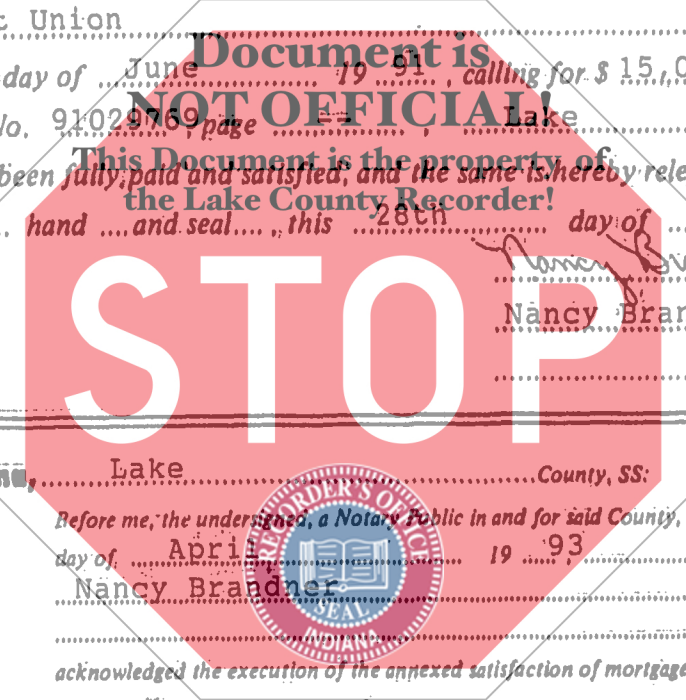 Union
day of June 19 91, calling for $ 15,0
No. 91029769, page -- , Lake
been fully paid and satisfied, and the same is hereby rele
hand and seal, this 28th day of
Nancy Bran
Document is
NOT OFFICIAL!
This Document is the property of
the Lake County Recorder!
STOP
Lake County, SS:
Before me, the undersigned, a Notary Public in and for said County,
day of April 19 93
Nancy Brandner
RECORDER'S OFFICE
SEAL
INDIANA
acknowledged the execution of the annexed satisfaction of mortgage